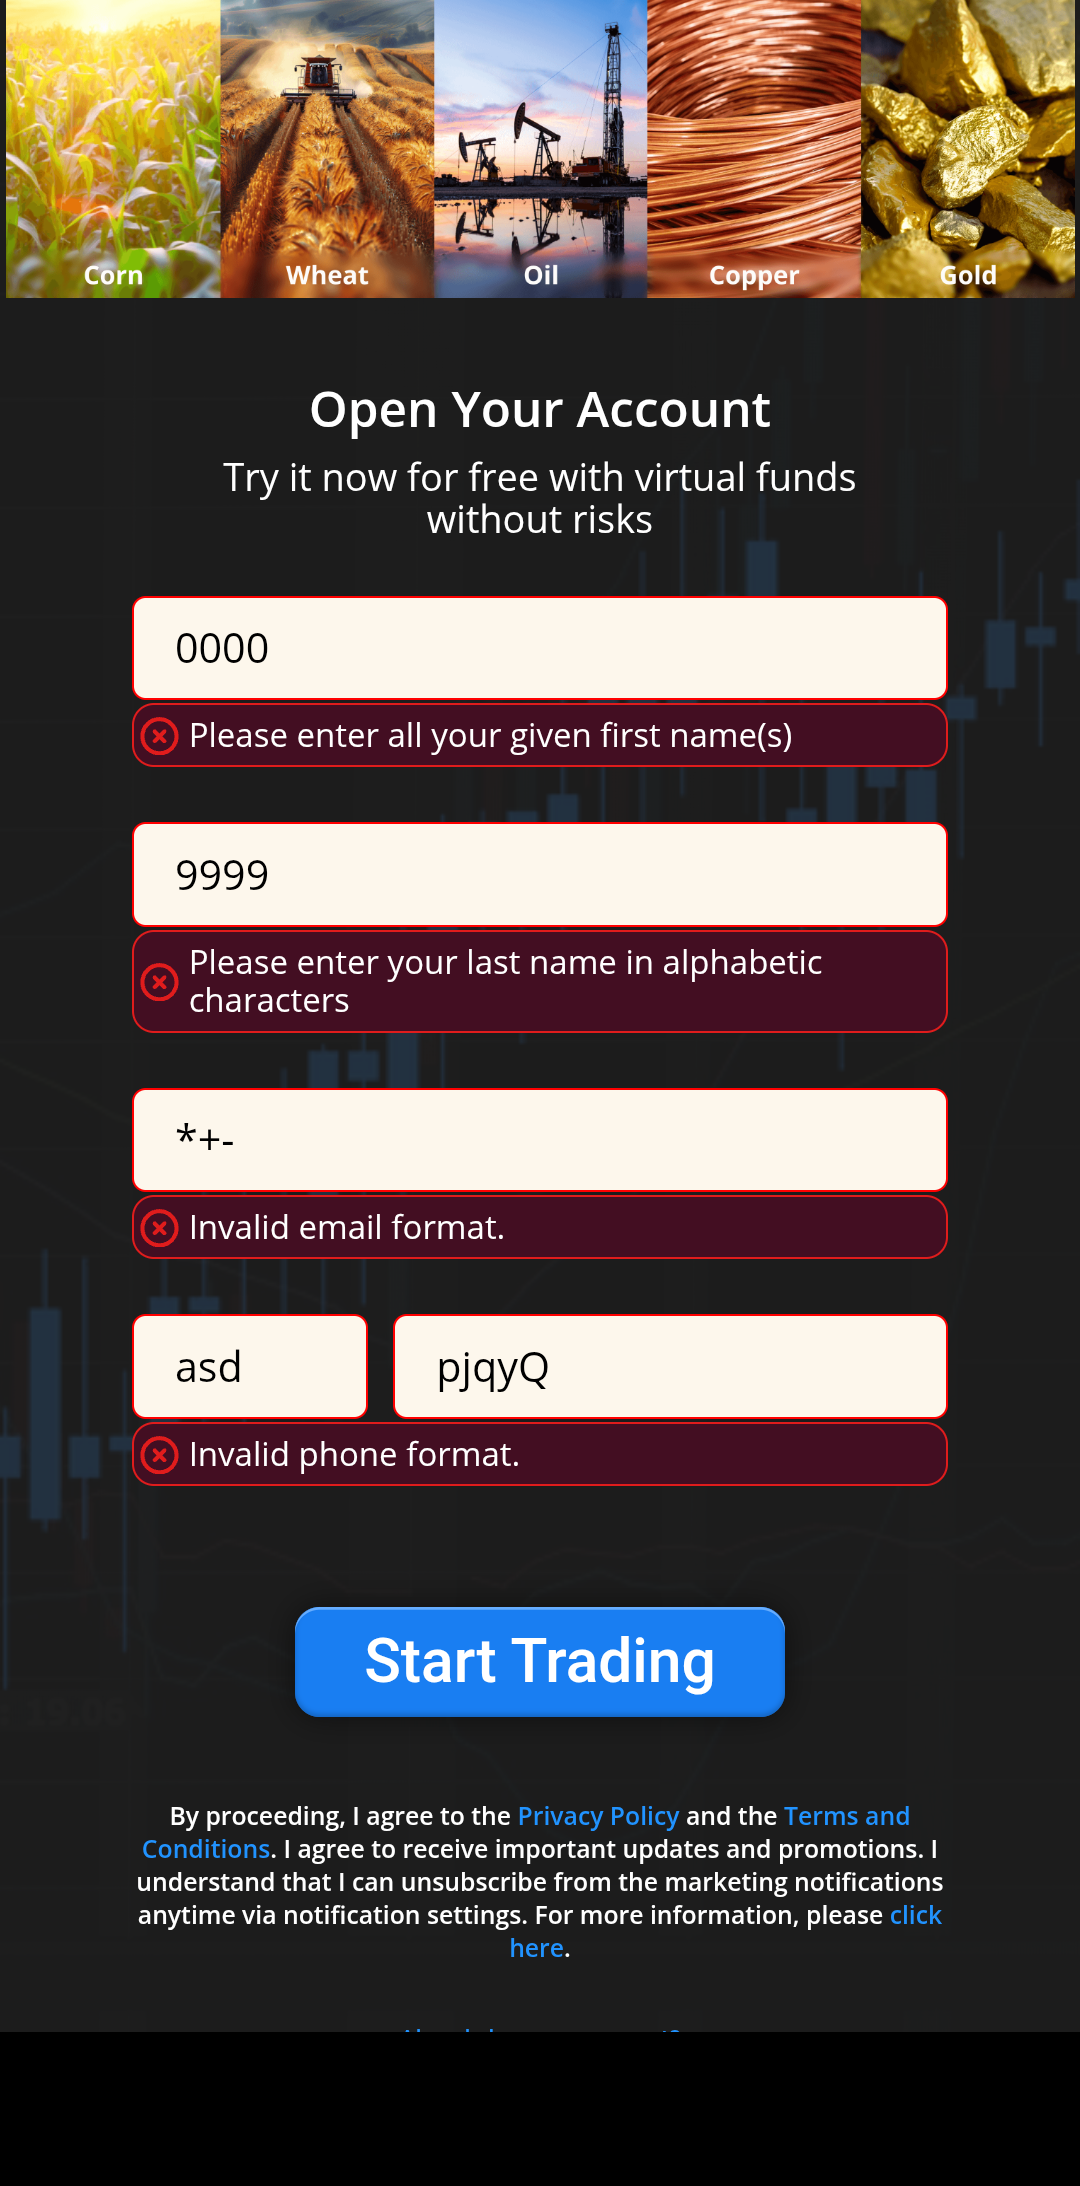 Corn
Wheat
Oil
Copper
Gold
Open Your Account
Try it now for free with virtual funds
without risks
0000
Please enter all your given first name(s)
9999
Please enter your last name in alphabetic
characters
*+-
Invalid email format.
asd
pjqyQ
Invalid phone format.
Start Trading
19.06
By proceeding, I agree to the Privacy Policy and the Terms and
Conditions. I agree to receive important updates and promotions. I
understand that I can unsubscribe from the marketing notifications
anytime via notification settings. For more information, please click
here.